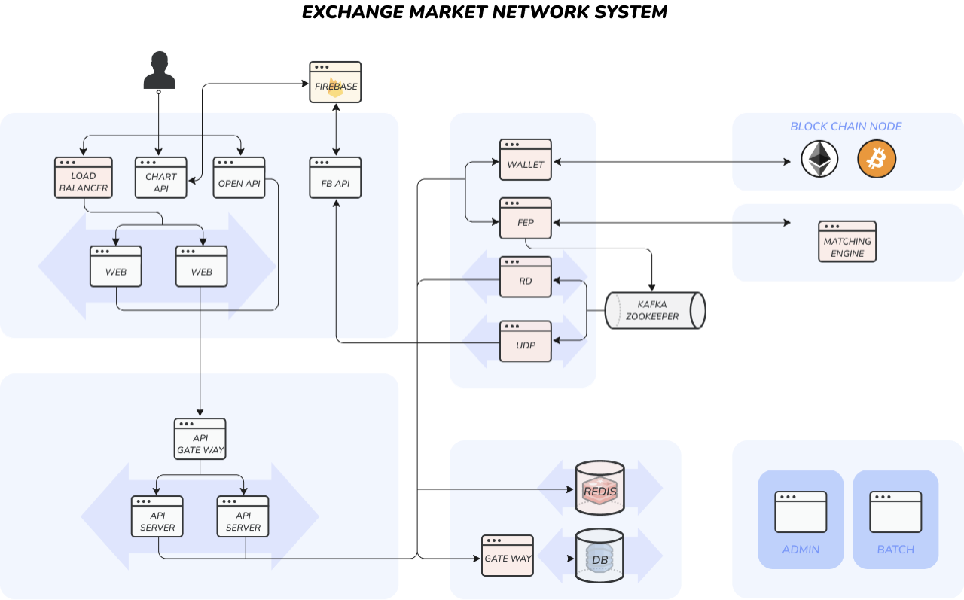 EXCHANGE MARKET NETWORK SYSTEM
FIREBASE
LOAD
BALANCER
CHART
API
OPEN API
FB API
WEB
WEB
WALLET
FEP
RD
UDP
KAFKA
ZOOKEEPER
BLOCK CHAIN NODE
MATCHING
ENGINE
API
GATE WAY
API
SERVER
API
SERVER
REDIS
GATE WAY
DB
ADMIN
BATCH